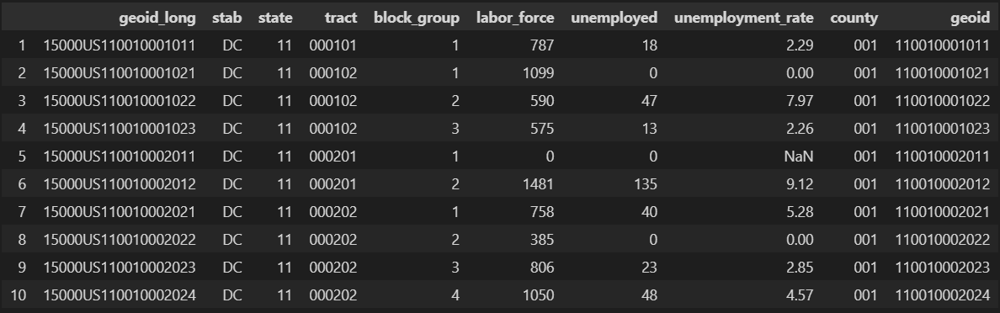 geoid_long stab state tract block_group labor_force unemployed unemployment_rate county geoid
1 15000US110010001011 DC 11 000101 1 787 18 2.29 001 110010001011
2 15000US110010001021 DC 11 000102 1 1099 0 0.00 001 110010001021
3 15000US110010001022 DC 11 000102 2 590 47 7.97 001 110010001022
4 15000US110010001023 DC 11 000102 3 575 13 2.26 001 110010001023
5 15000US110010002011 DC 11 000201 1 0 0 NaN 001 110010002011
6 15000US110010002012 DC 11 000201 2 1481 135 9.12 001 110010002012
7 15000US110010002021 DC 11 000202 1 758 40 5.28 001 110010002021
8 15000US110010002022 DC 11 000202 2 385 0 0.00 001 110010002022
9 15000US110010002023 DC 11 000202 3 806 23 2.85 001 110010002023
10 15000US110010002024 DC 11 000202 4 1050 48 4.57 001 110010002024